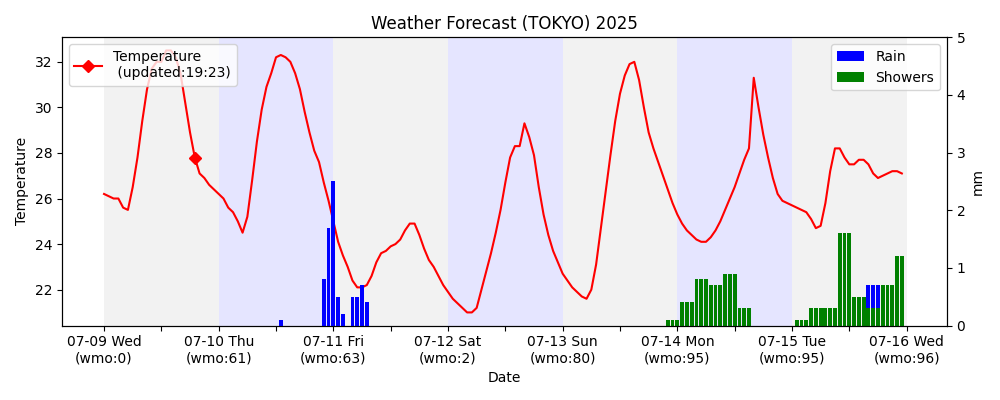 Weather Forecast (TOKYO) 2025
Temperature
(updated:19:23)
Rain
Showers
32
30
28
26
24
22
Temperature
5
4
3
2
1
0
mm
07-09 Wed
(wmo:0)
07-10 Thu
(wmo:61)
07-11 Fri
(wmo:63)
07-12 Sat
(wmo:2)
07-13 Sun
(wmo:80)
07-14 Mon
(wmo:95)
07-15 Tue
(wmo:95)
07-16 Wed
(wmo:96)
Date